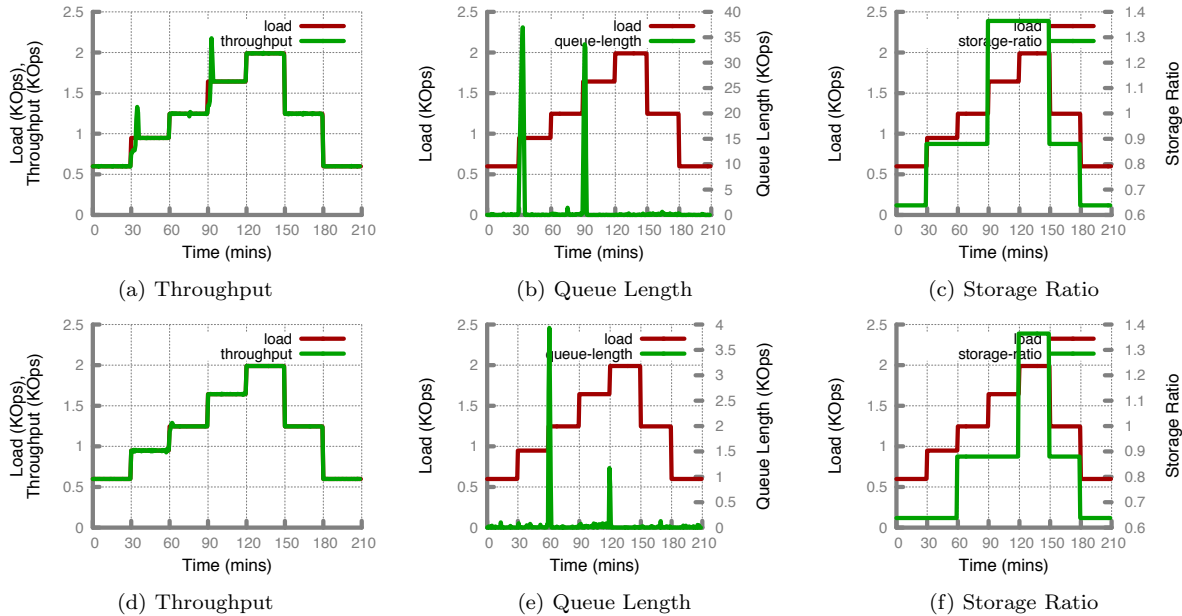 Load (KOps),
Throughput (KOps)
2.5
2
1.5
1
0.5
0
load
throughput
0 30 60 90 120 150 180 210
Time (mins)
(a) Throughput
Load (KOps)
2.5
2
1.5
1
0.5
0
load
queue-length
40
35
30
25
20
15
10
5
0
Queue Length (KOps)
0 30 60 90 120 150 180 210
Time (mins)
(b) Queue Length
Load (KOps)
2.5
2
1.5
1
0.5
0
load
storage-ratio
1.4
1.3
1.2
1.1
1
0.9
0.8
0.7
0.6
Storage Ratio
0 30 60 90 120 150 180 210
Time (mins)
(c) Storage Ratio
Load (KOps),
Throughput (KOps)
2.5
2
1.5
1
0.5
0
load
throughput
0 30 60 90 120 150 180 210
Time (mins)
(d) Throughput
Load (KOps)
2.5
2
1.5
1
0.5
0
load
queue-length
4
3.5
3
2.5
2
1.5
1
0.5
0
Queue Length (KOps)
0 30 60 90 120 150 180 210
Time (mins)
(e) Queue Length
Load (KOps)
2.5
2
1.5
1
0.5
0
load
storage-ratio
1.4
1.3
1.2
1.1
1
0.9
0.8
0.7
0.6
Storage Ratio
0 30 60 90 120 150 180 210
Time (mins)
(f) Storage Ratio